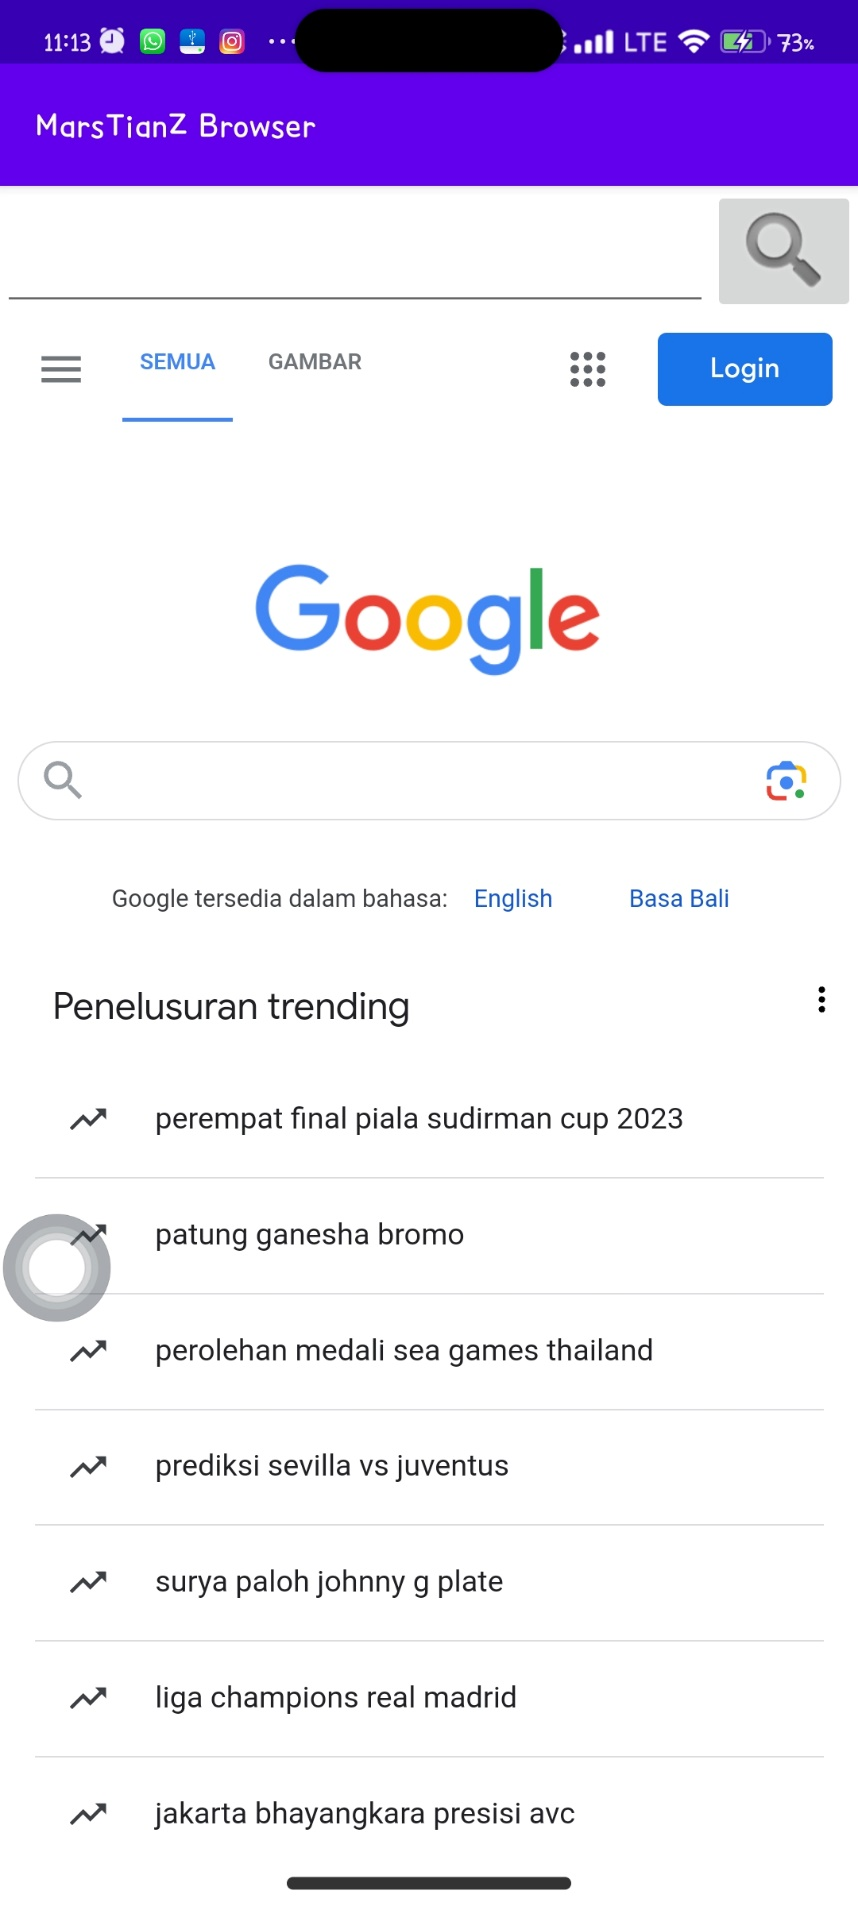 11:13 LTE 73%
MarsTianZ Browser
SEMUA GAMBAR Login
Google
Google tersedia dalam bahasa: English Basa Bali
Penelusuran trending
perempat final piala sudirman cup 2023
patung ganesha bromo
perolehan medali sea games thailand
prediksi sevilla vs juventus
surya paloh johnny g plate
liga champions real madrid
jakarta bhayangkara presisi avc